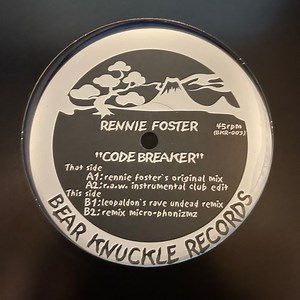 RENNIE FOSTER
45rpm
(BKR-003)
"CODE BREAKER"
That side
A1: rennie foster's original mix
A2: r.a.w. instrumental club edit
This side
B1: leopaldon's rave undead remix
B2: remix micro-phonizmz
BEAR KNUCKLE RECORDS